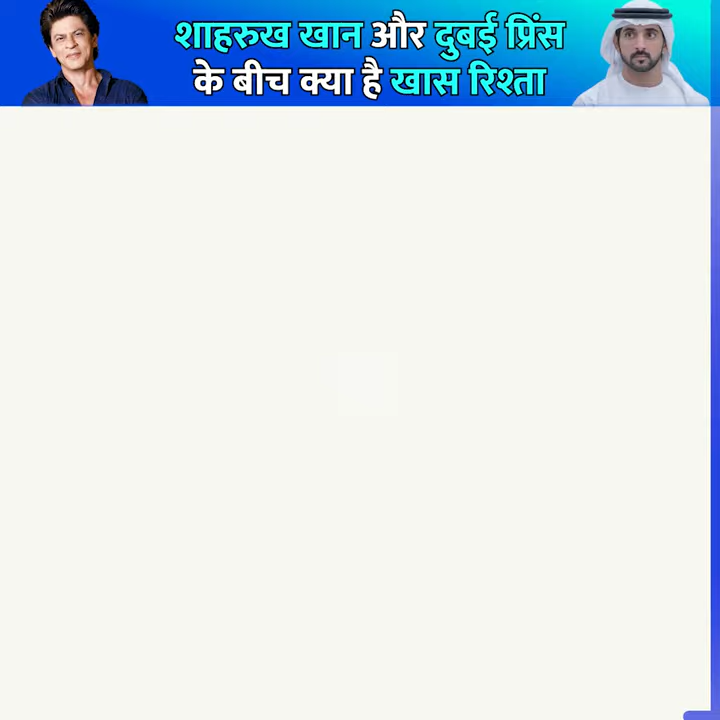 शाहरुख खान और दुबई प्रिंस
के बीच क्या है खास रिश्ता